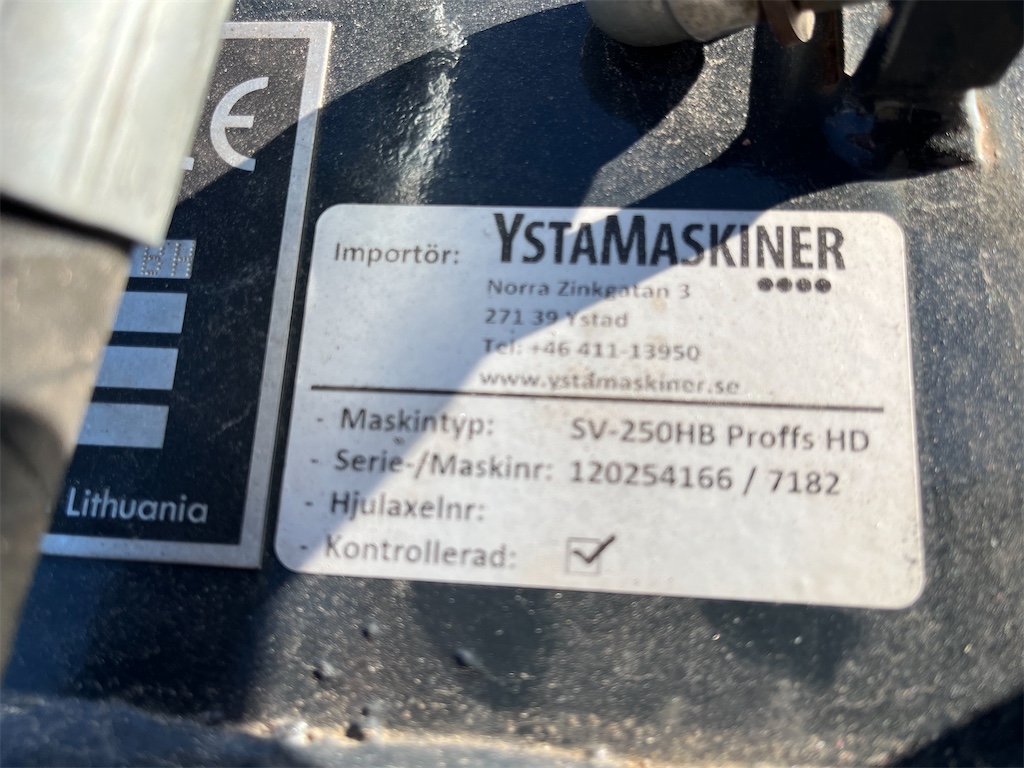 CE
Lithuania
Importör: YSTAMASKINER
Norra Zinkgatan 3
271 39 Ystad
Tel: +46 411-13950
www.ystamaskiner.se
- Maskintyp: SV-250HB Proffs HD
- Serie-/Maskinr: 120254166 / 7182
- Hjulaxelnr:
- Kontrollerad: